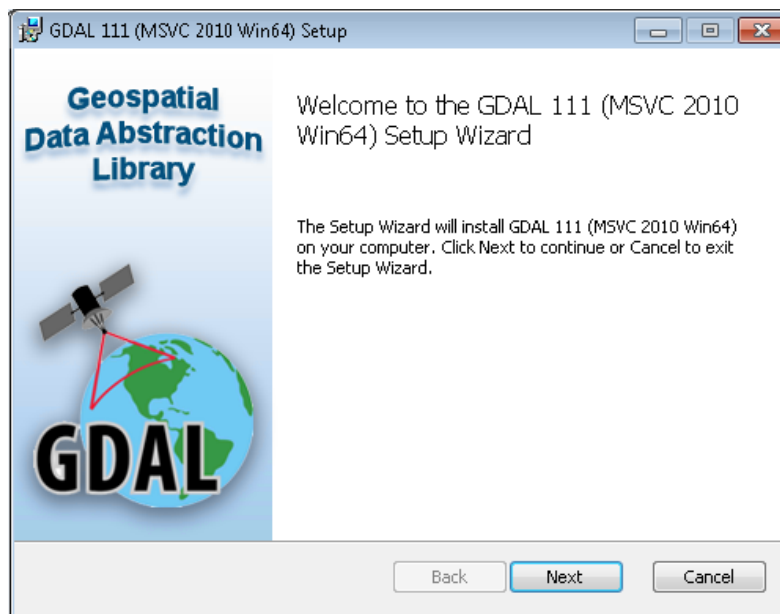 GDAL 111 (MSVC 2010 Win64) Setup
Geospatial
Data Abstraction
Library
GDAL
Welcome to the GDAL 111 (MSVC 2010
Win64) Setup Wizard
The Setup Wizard will install GDAL 111 (MSVC 2010 Win64)
on your computer. Click Next to continue or Cancel to exit
the Setup Wizard.
Back
Next
Cancel